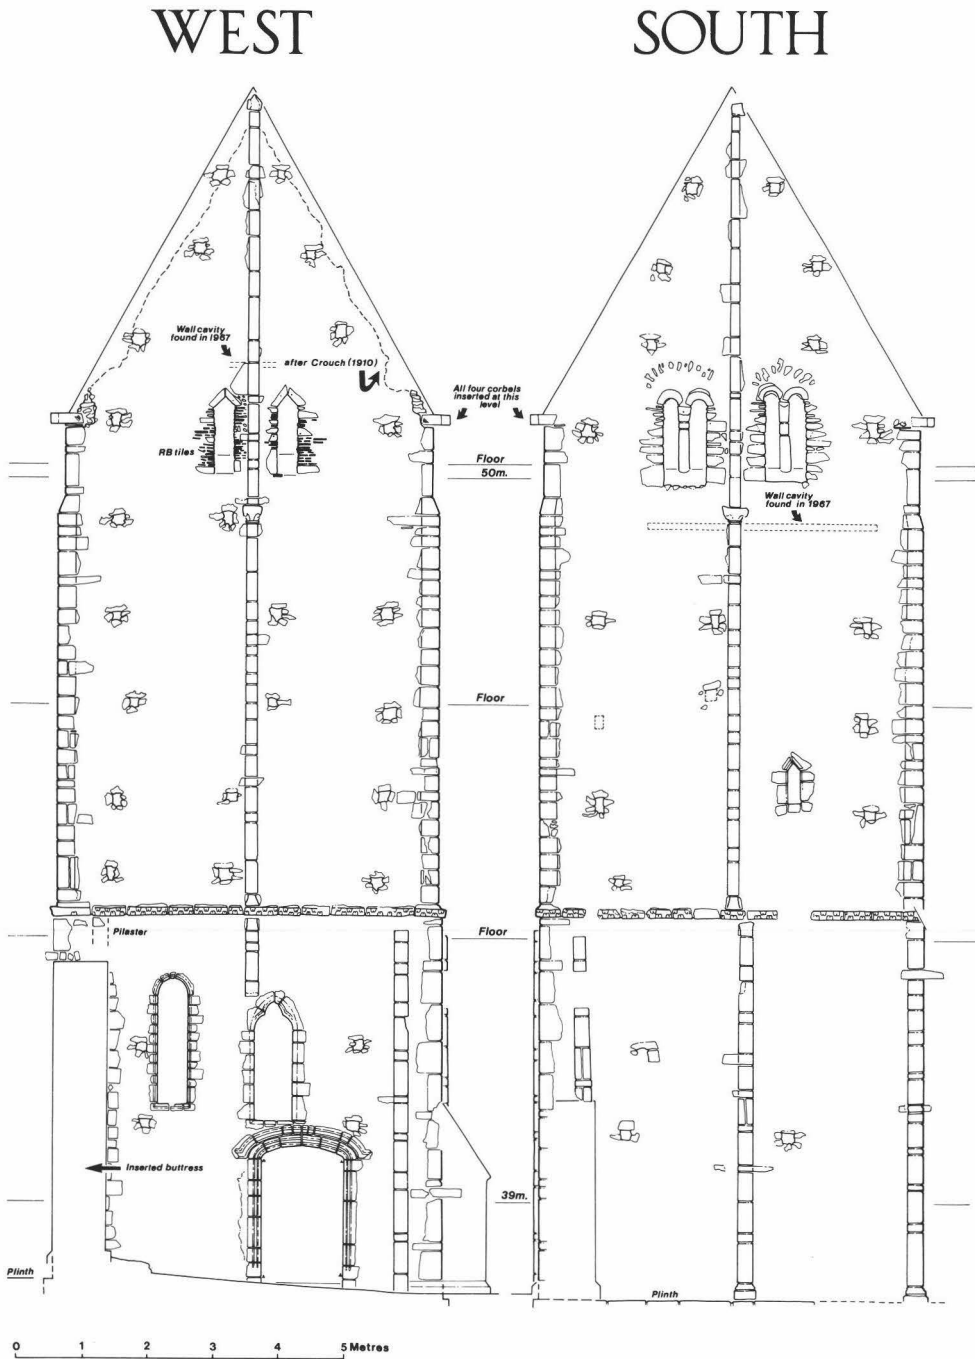 WEST
SOUTH
Wall cavity
found in 1967
after Crouch (1910)
All four corbels
inserted at this
level
RB tiles
Floor
50m.
Wall cavity
found in 1967
Floor
Floor
Pilaster
Inserted buttress
39m.
Plinth
Plinth
0 1 2 3 4 5 Metres